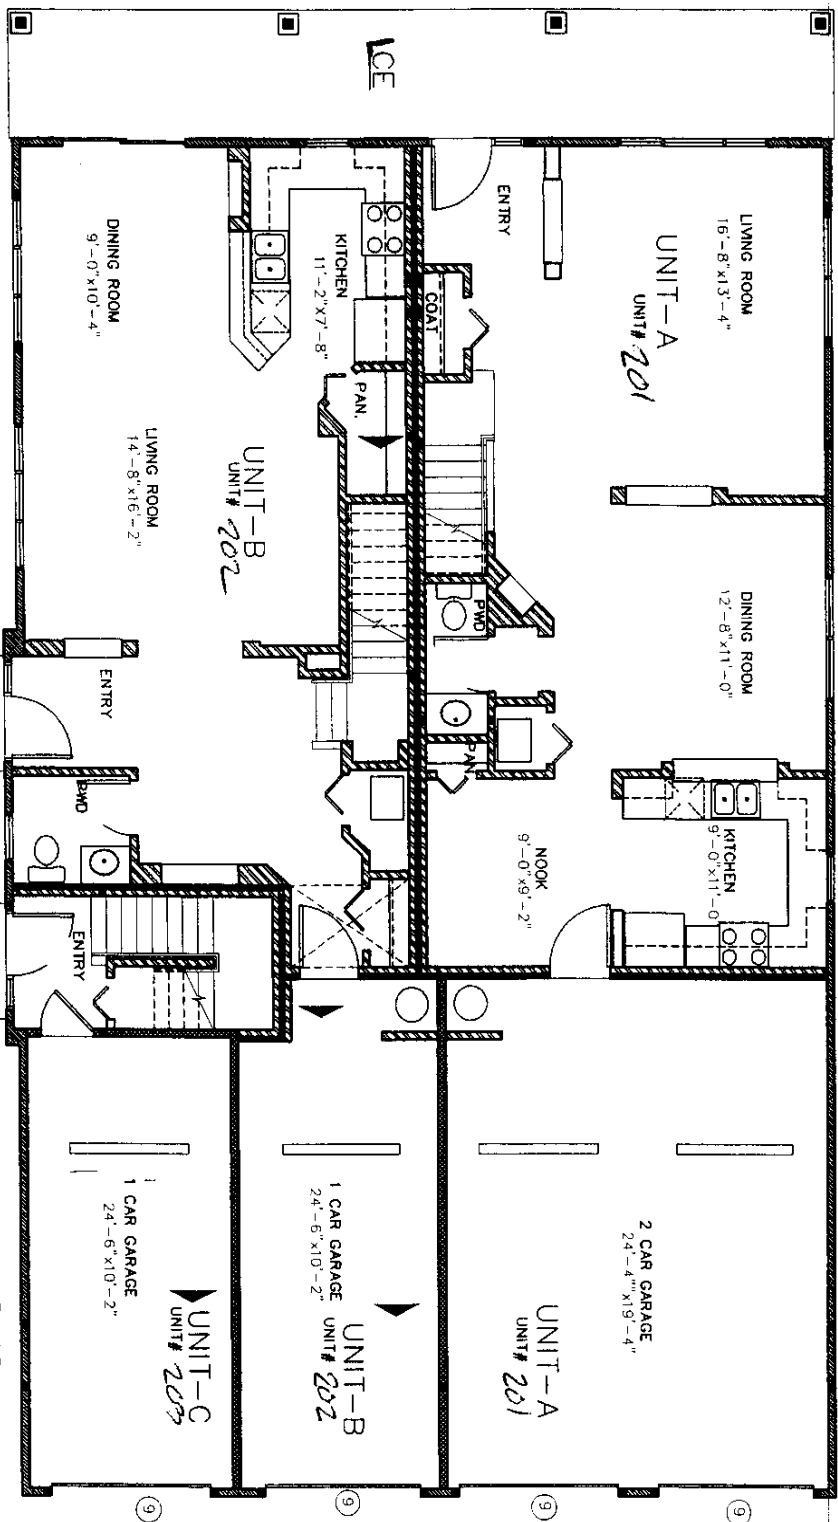 LCE
ENTRY
LIVING ROOM
16'-8"x13'-4"
UNIT-A
UNIT# 201
COAT
KITCHEN
11'-2"x7'-8"
DINING ROOM
9'-0"x10'-4"
PAN.
LIVING ROOM
14'-8"x16'-2"
UNIT-B
UNIT# 202
PWD
DINING ROOM
12'-8"x11'-0"
ENTRY
PAN.
KITCHEN
9'-0"x11'-0
NOOK
9'-0"x9'-2"
PWD
ENTRY
1 CAR GARAGE
24'-6"x10'-2"
1 CAR GARAGE
24'-6"x10'-2"
2 CAR GARAGE
24'-4""x19'-4"
UNIT-C
UNIT# 203
UNIT-B
UNIT# 202
UNIT-A
UNIT# 201
9
9
9
9